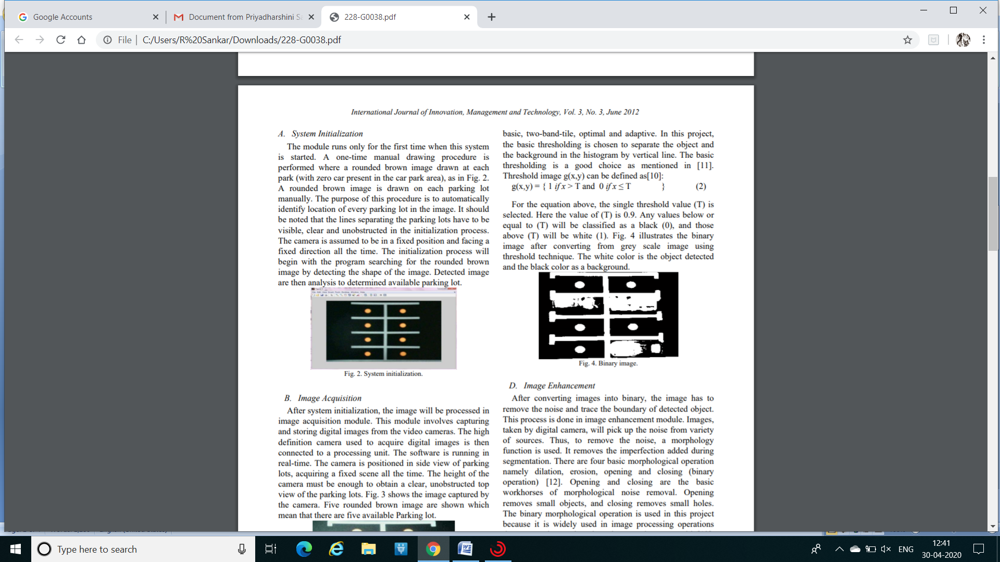 Google Accounts
Document from Priyadharshini Sa
228-G0038.pdf
File
C:/Users/R%20Sankar/Downloads/228-G0038.pdf
International Journal of Innovation, Management and Technology, Vol. 3, No. 3, June 2012
A. System Initialization
The module runs only for the first time when this system
is started. A one-time manual drawing procedure is
performed where a rounded brown image drawn at each
park (with zero car present in the car park area), as in Fig. 2.
A rounded brown image is drawn on each parking lot
manually. The purpose of this procedure is to automatically
identify location of every parking lot in the image. It should
be noted that the lines separating the parking lots have to be
visible, clear and unobstructed in the initialization process.
The camera is assumed to be in a fixed position and facing a
fixed direction all the time. The initialization process will
begin with the program searching for the rounded brown
image by detecting the shape of the image. Detected image
are then analysis to determined available parking lot.
Fig. 2. System initialization.
B. Image Acquisition
After system initialization, the image will be processed in
image acquisition module. This module involves capturing
and storing digital images from the video cameras. The high
definition camera used to acquire digital images is then
connected to a processing unit. The software is running in
real-time. The camera is positioned in side view of parking
lots, acquiring a fixed scene all the time. The height of the
camera must be enough to obtain a clear, unobstructed top
view of the parking lots. Fig. 3 shows the image captured by
the camera. Five rounded brown image are shown which
mean that there are five available Parking lot.
basic, two-band-tile, optimal and adaptive. In this project,
the basic thresholding is chosen to separate the object and
the background in the histogram by vertical line. The basic
thresholding is a good choice as mentioned in [11].
Threshold image g(x,y) can be defined as[10]:
g(x,y) = { 1 if x > T and 0 if x ≤ T } (2)
For the equation above, the single threshold value (T) is
selected. Here the value of (T) is 0.9. Any values below or
equal to (T) will be classified as a black (0), and those
above (T) will be white (1). Fig. 4 illustrates the binary
image after converting from grey scale image using
threshold technique. The white color is the object detected
and the black color as a background.
Fig. 4. Binary image.
D. Image Enhancement
After converting images into binary, the image has to
remove the noise and trace the boundary of detected object.
This process is done in image enhancement module. Images,
taken by digital camera, will pick up the noise from variety
of sources. Thus, to remove the noise, a morphology
function is used. It removes the imperfection added during
segmentation. There are four basic morphological operation
namely dilation, erosion, opening and closing (binary
operation) [12]. Opening and closing are the basic
workhorses of morphological noise removal. Opening
removes small objects, and closing removes small holes.
The binary morphological operation is used in this project
because it is widely used in image processing operations
Type here to search
ENG
12:41
30-04-2020